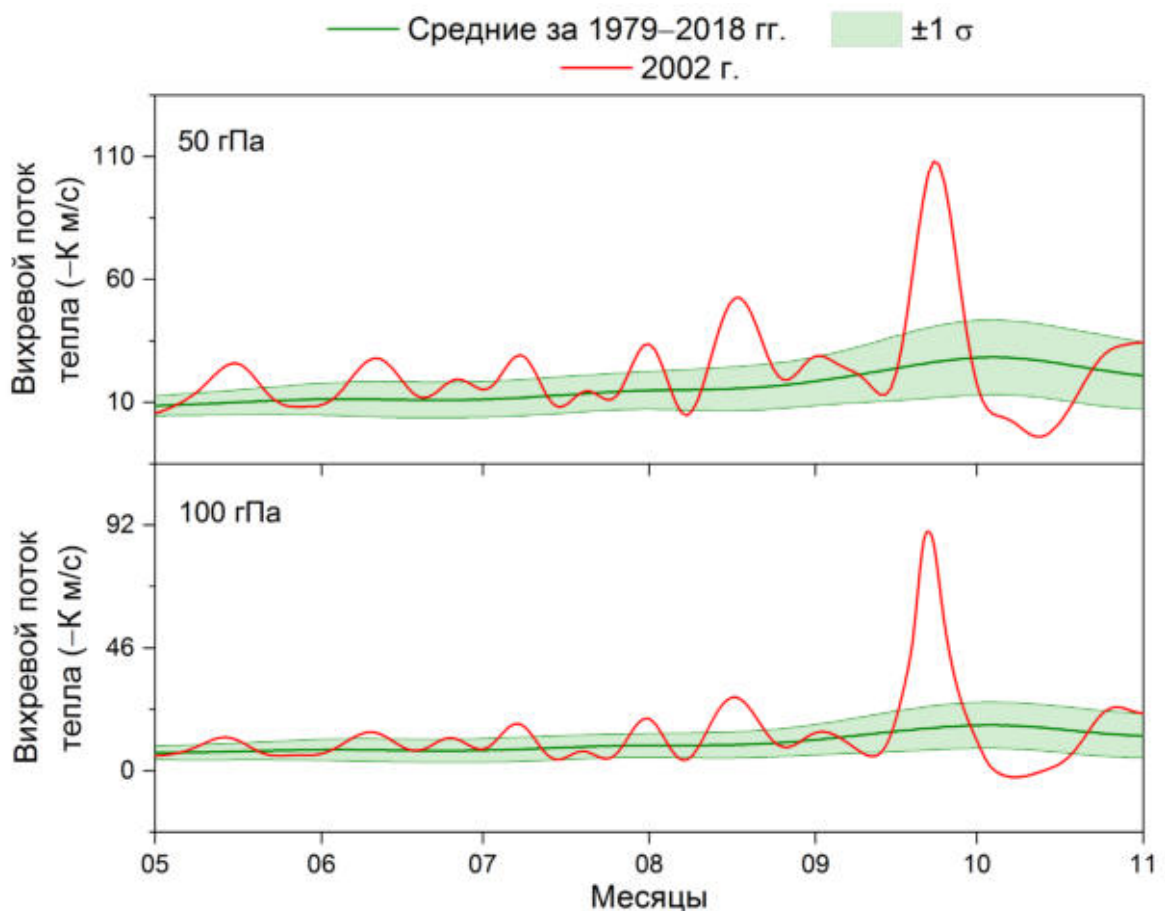 Средние за 1979–2018 гг.
±1 σ
2002 г.
50 гПа
Вихревой поток
тепла (–К м/с)
110
60
10
100 гПа
Вихревой поток
тепла (–К м/с)
92
46
0
05
06
07
08
09
10
11
Месяцы